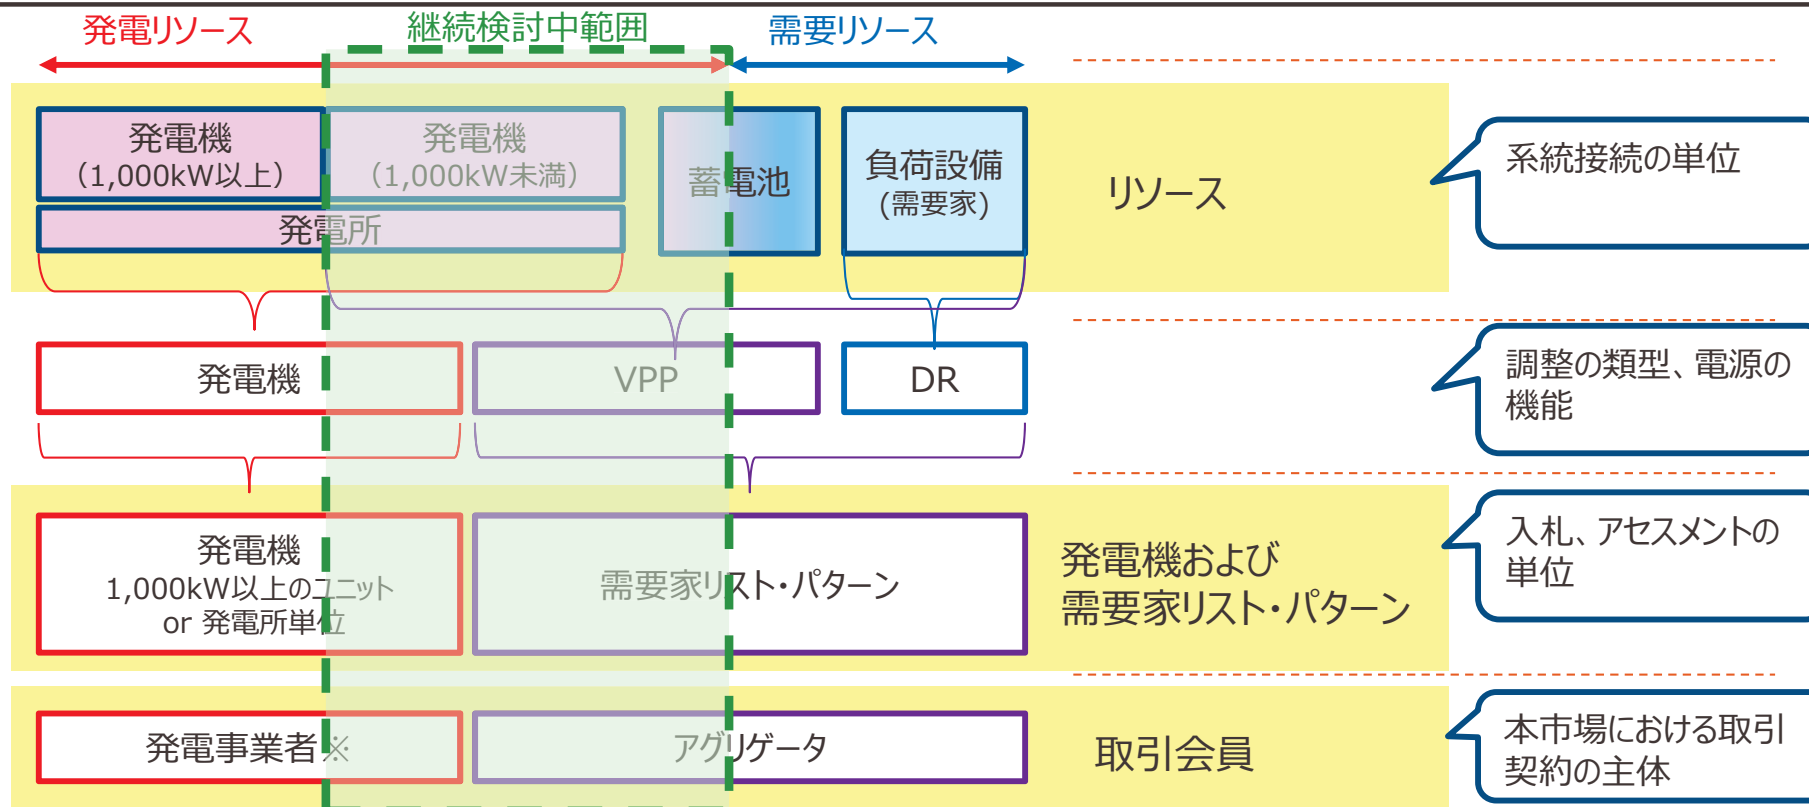 発電リソース
継続検討中範囲
需要リソース
発電機
(1,000kW以上)
発電機
(1,000kW未満)
発電所
蓄電池
負荷設備
(需要家)
リソース
系統接続の単位
発電機
VPP
DR
調整の類型、電源の
機能
発電機
1,000kW以上のユニット
or 発電所単位
需要家リスト・パターン
発電機および
需要家リスト・パターン
入札、アセスメントの
単位
発電事業者※
アグリゲータ
取引会員
本市場における取引
契約の主体